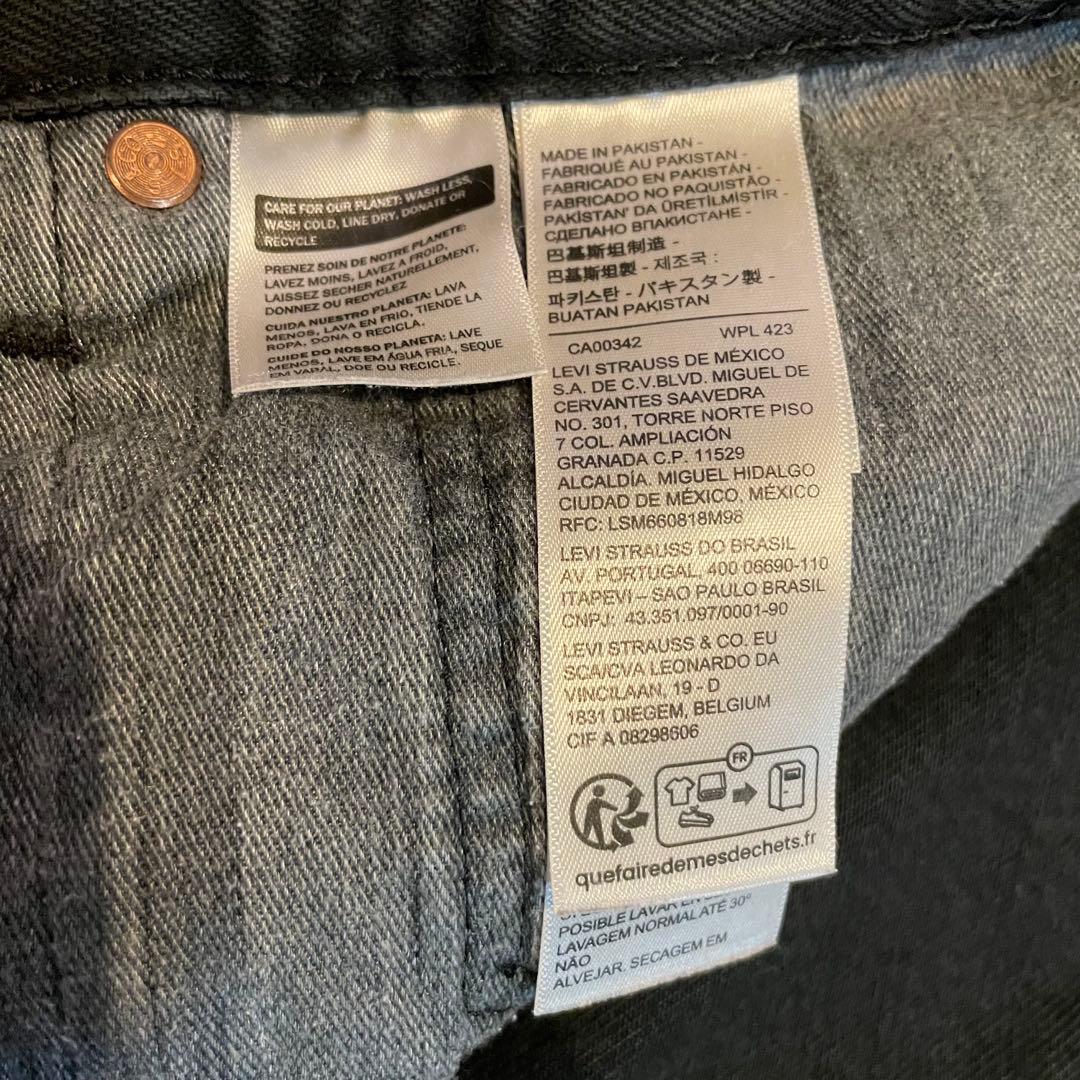 CARE FOR OUR PLANET: WASH LESS,
WASH COLD, LINE DRY, DONATE OR
RECYCLE
PRENEZ SOIN DE NOTRE PLANETE:
LAVEZ MOINS, LAVEZ A FROID,
LAISSEZ SECHER NATURELLEMENT,
DONNEZ OU RECYCLEZ
CUIDA NUESTRO PLANETA: LAVA
MENOS, LAVA EN FRIO, TIENDE LA
ROPA, DONA O RECICLA.
CUIDE DO NOSSO PLANETA: LAVE
MENOS, LAVE EM ÁGUA FRIA, SEQUE
EM VARAL, DOE OU RECICLE.
MADE IN PAKISTAN -
FABRIQUÉ AU PAKISTAN -
FABRICADO EN PAKISTÁN -
FABRICADO NO PAQUISTÃO -
PAKİSTAN' DA ÜRETİLMİSTİR -
СДЕЛАНО ВПАКИСТАНЕ -
巴基斯坦制造 -
巴基斯坦製 - 제조국 :
파키스탄 - パキスタン製 -
BUATAN PAKISTAN
CA00342 WPL 423
LEVI STRAUSS DE MÉXICO
S.A. DE C.V.BLVD. MIGUEL DE
CERVANTES SAAVEDRA
NO. 301, TORRE NORTE PISO
7 COL. AMPLIACIÓN
GRANADA C.P. 11529
ALCALDÍA. MIGUEL HIDALGO
CIUDAD DE MÉXICO, MÉXICO
RFC: LSM660818M98
LEVI STRAUSS DO BRASIL
AV. PORTUGAL, 400 06690-110
ITAPEVI – SAO PAULO BRASIL
CNPJ: 43.351.097/0001-90
LEVI STRAUSS & CO. EU
SCA/CVA LEONARDO DA
VINCILAAN, 19 - D
1831 DIEGEM, BELGIUM
CIF A 08298606
FR
quefairedemesdechets.fr
POSIBLE LAVAR EN
LAVAGEM NORMAL ATÉ 30°
NÃO
ALVEJAR. SECAGEM EM